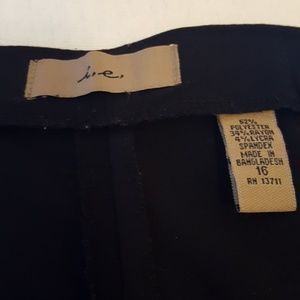 62%
POLYESTER
34% RAYON
4% LYCRA
SPANDEX
MADE IN
BANGLADESH
16
RN 13711